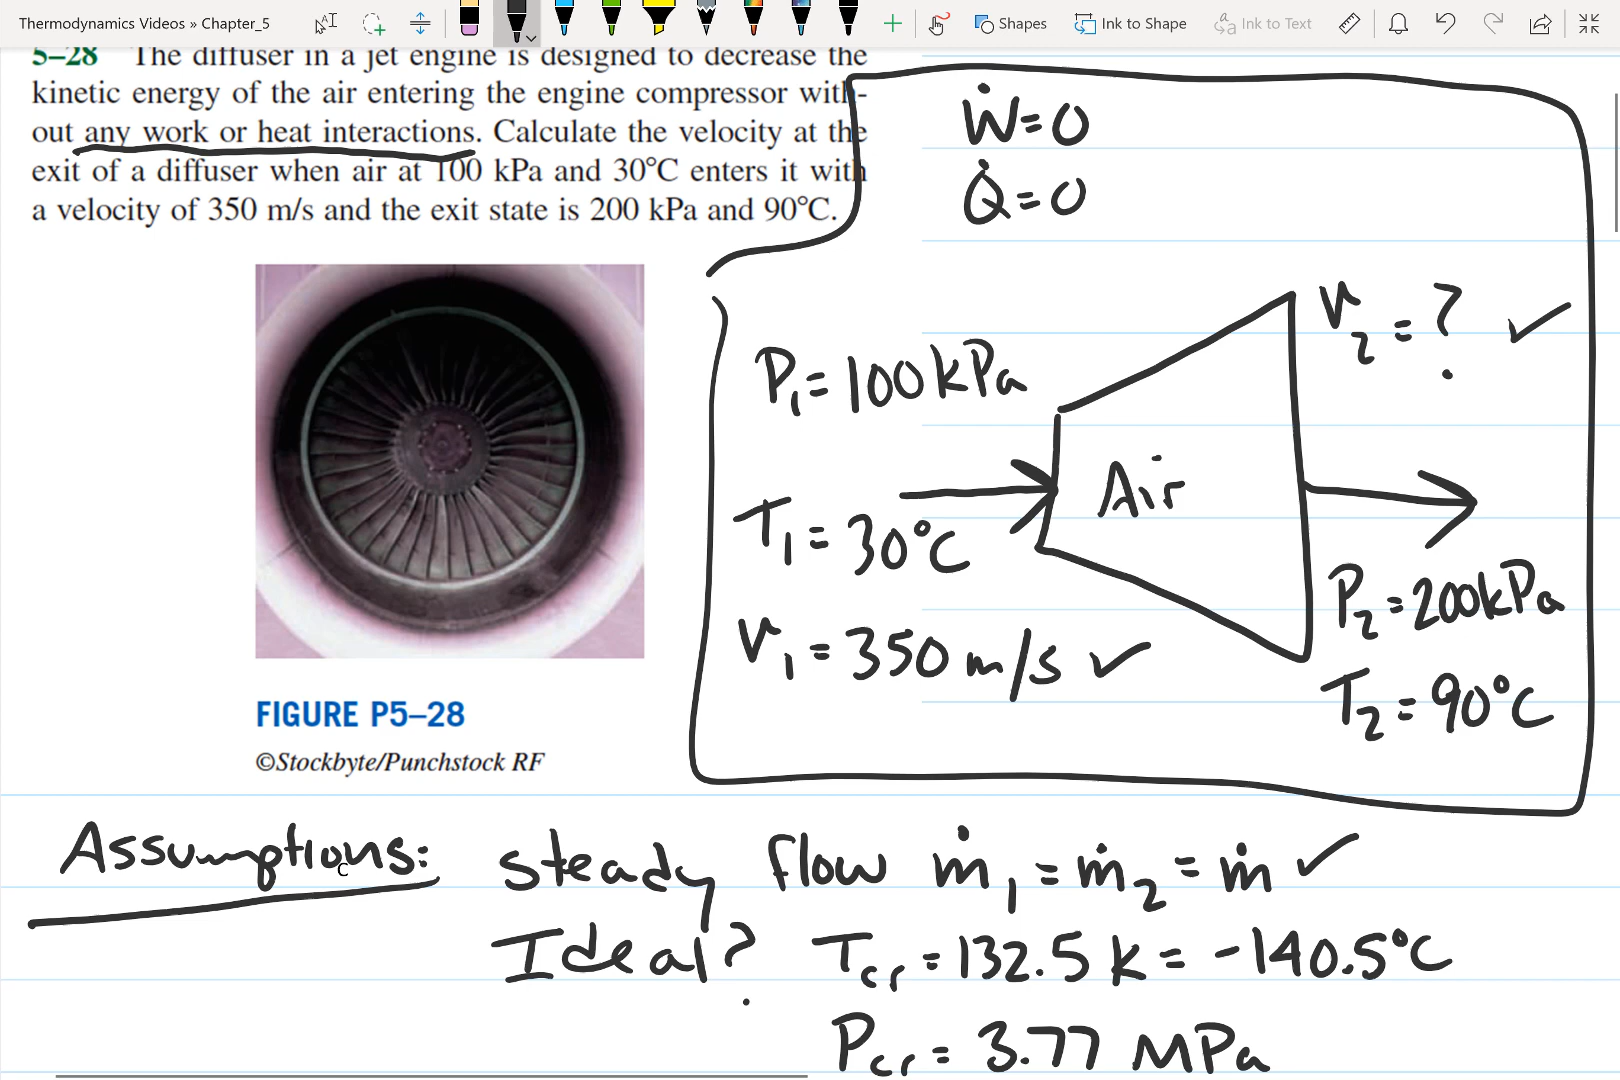 Thermodynamics Videos » Chapter_5
Shapes
Ink to Shape
Ink to Text
5–28 The diffuser in a jet engine is designed to decrease the
kinetic energy of the air entering the engine compressor with-
out any work or heat interactions. Calculate the velocity at the
exit of a diffuser when air at 100 kPa and 30°C enters it with
a velocity of 350 m/s and the exit state is 200 kPa and 90°C.
Ẇ=0
Q̇=0
V₂=?
P₁=100kPa
Air
T₁=30°C
V₁=350 m/s
P₂=200kPa
T₂=90°C
FIGURE P5–28
©Stockbyte/Punchstock RF
Assumptions: steady flow ṁ₁=ṁ₂=ṁ
Ideal? Tcr=132.5 K=-140.5°C
Pcr=3.77 MPa